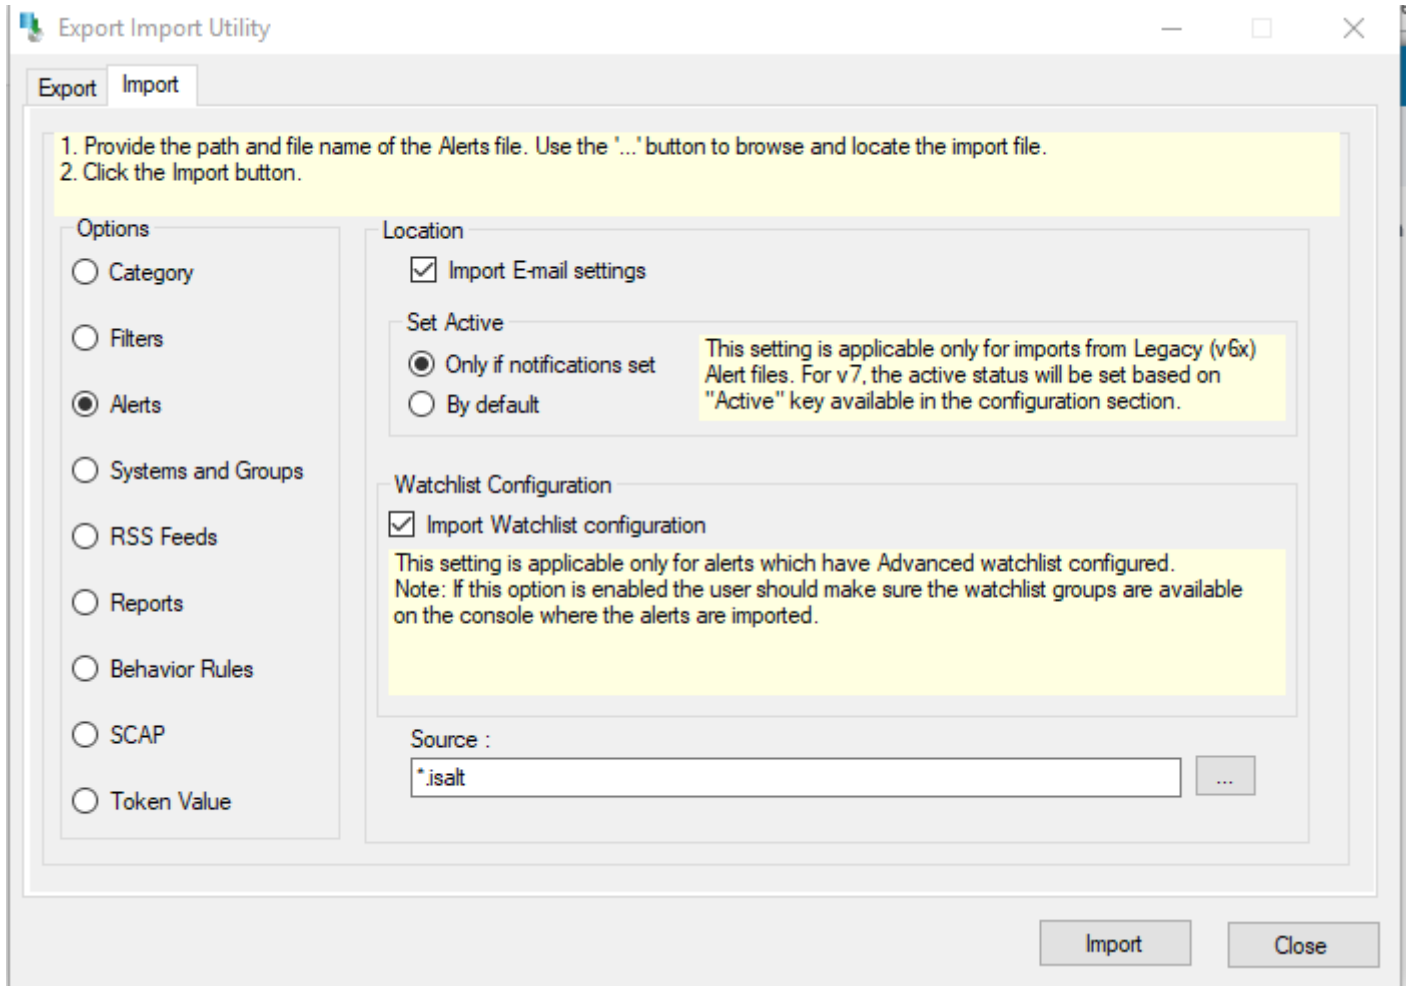 Export Import Utility
Export
Import
1. Provide the path and file name of the Alerts file. Use the '...' button to browse and locate the import file.
2. Click the Import button.
Options
Category
Filters
Alerts
Systems and Groups
RSS Feeds
Reports
Behavior Rules
SCAP
Token Value
Location
Import E-mail settings
Set Active
Only if notifications set
By default
This setting is applicable only for imports from Legacy (v6x)
Alert files. For v7, the active status will be set based on
"Active" key available in the configuration section.
Watchlist Configuration
Import Watchlist configuration
This setting is applicable only for alerts which have Advanced watchlist configured.
Note: If this option is enabled the user should make sure the watchlist groups are available
on the console where the alerts are imported.
Source :
*.isalt
...
Import
Close